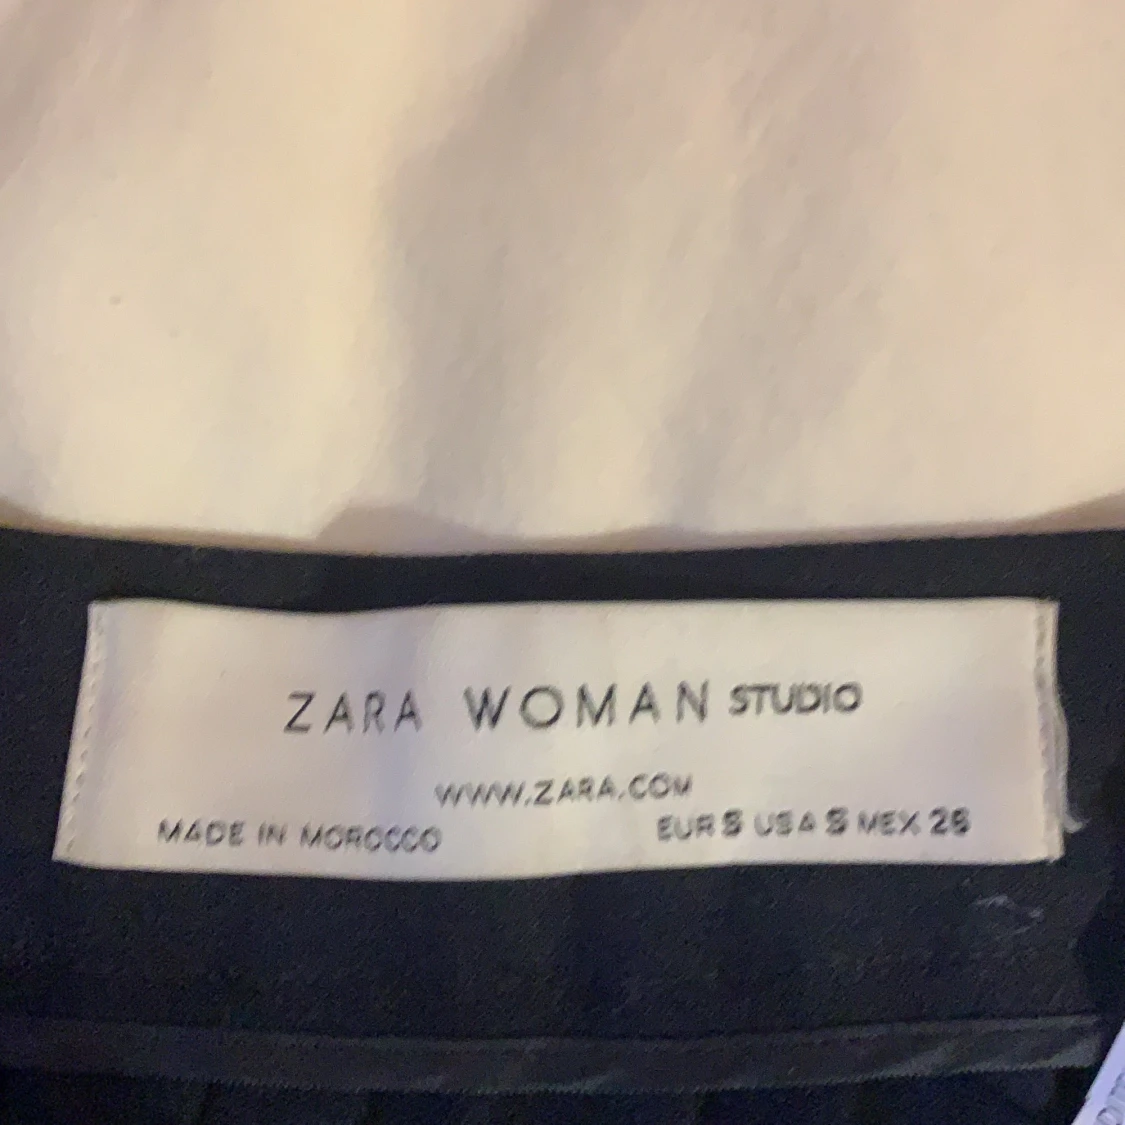 ZARA WOMAN STUDIO
WWW.ZARA.COM
MADE IN MOROCCO
EUR S USA S MEX 26